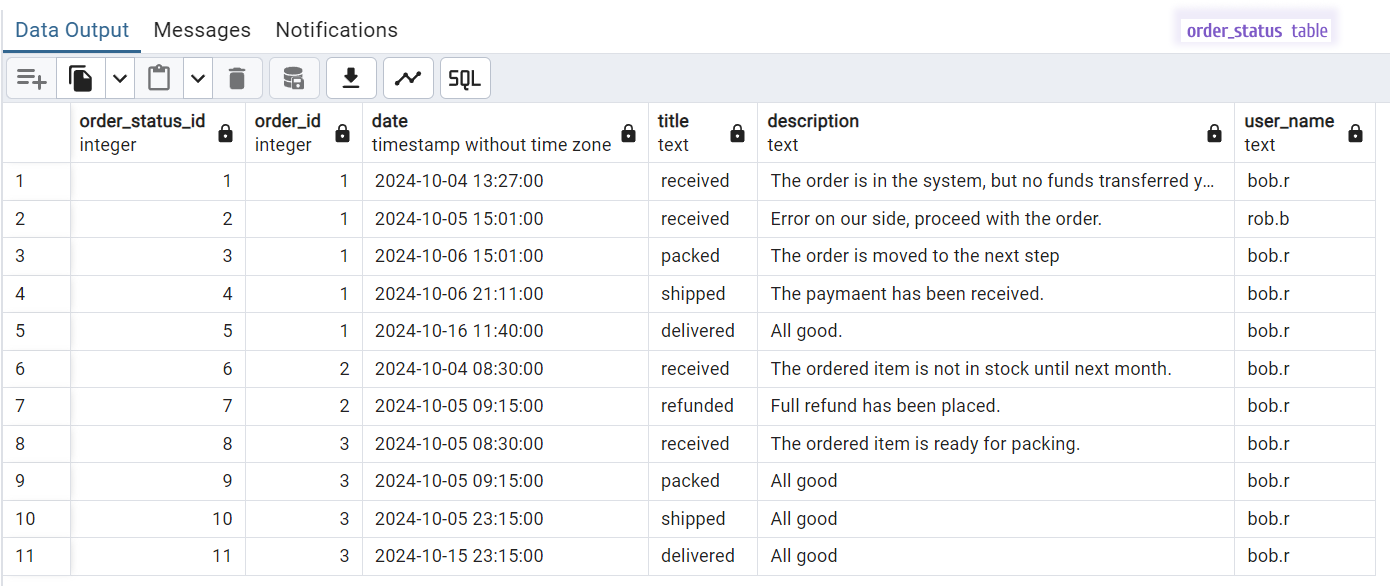 Data Output Messages Notifications
order_status table
SQL
order_status_id order_id date title description user_name
integer integer timestamp without time zone text text text
1 1 1 2024-10-04 13:27:00 received The order is in the system, but no funds transferred y... bob.r
2 2 1 2024-10-05 15:01:00 received Error on our side, proceed with the order. rob.b
3 3 1 2024-10-06 15:01:00 packed The order is moved to the next step bob.r
4 4 1 2024-10-06 21:11:00 shipped The paymaent has been received. bob.r
5 5 1 2024-10-16 11:40:00 delivered All good. bob.r
6 6 2 2024-10-04 08:30:00 received The ordered item is not in stock until next month. bob.r
7 7 2 2024-10-05 09:15:00 refunded Full refund has been placed. bob.r
8 8 3 2024-10-05 08:30:00 received The ordered item is ready for packing. bob.r
9 9 3 2024-10-05 09:15:00 packed All good bob.r
10 10 3 2024-10-05 23:15:00 shipped All good bob.r
11 11 3 2024-10-15 23:15:00 delivered All good bob.r